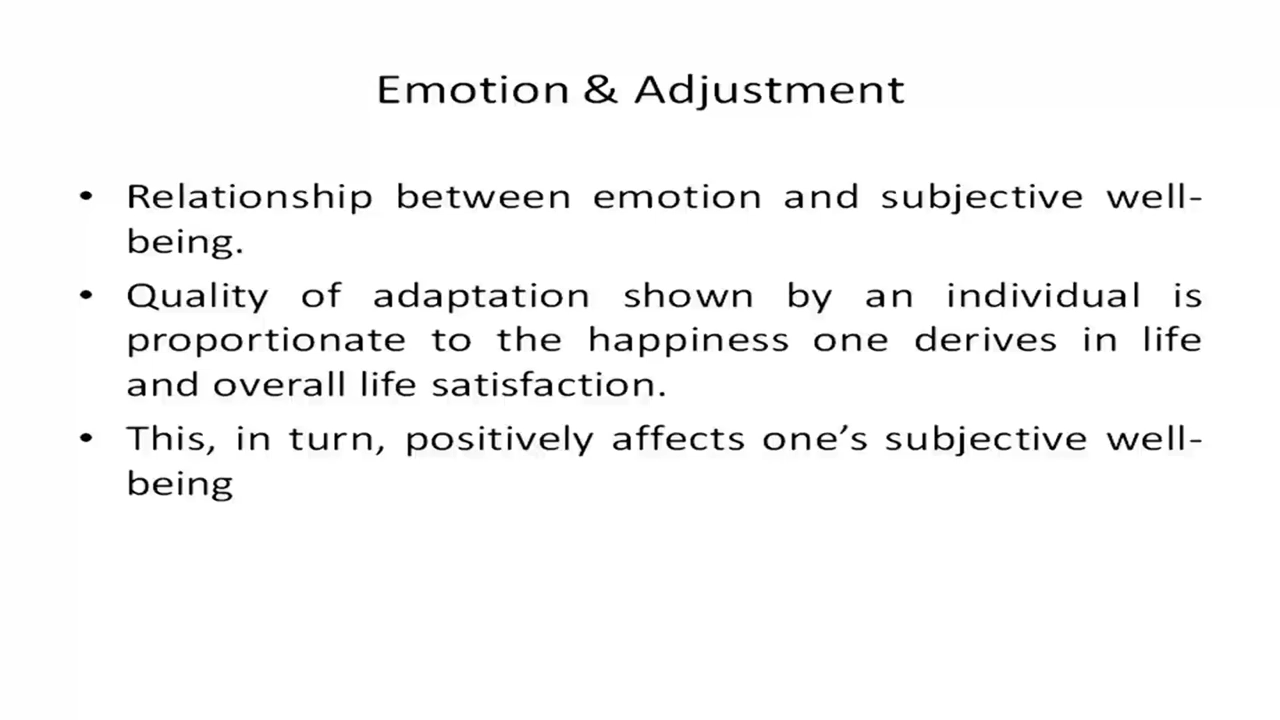 Emotion & Adjustment
• Relationship between emotion and subjective well-
being.
• Quality of adaptation shown by an individual is
proportionate to the happiness one derives in life
and overall life satisfaction.
• This, in turn, positively affects one’s subjective well-
being